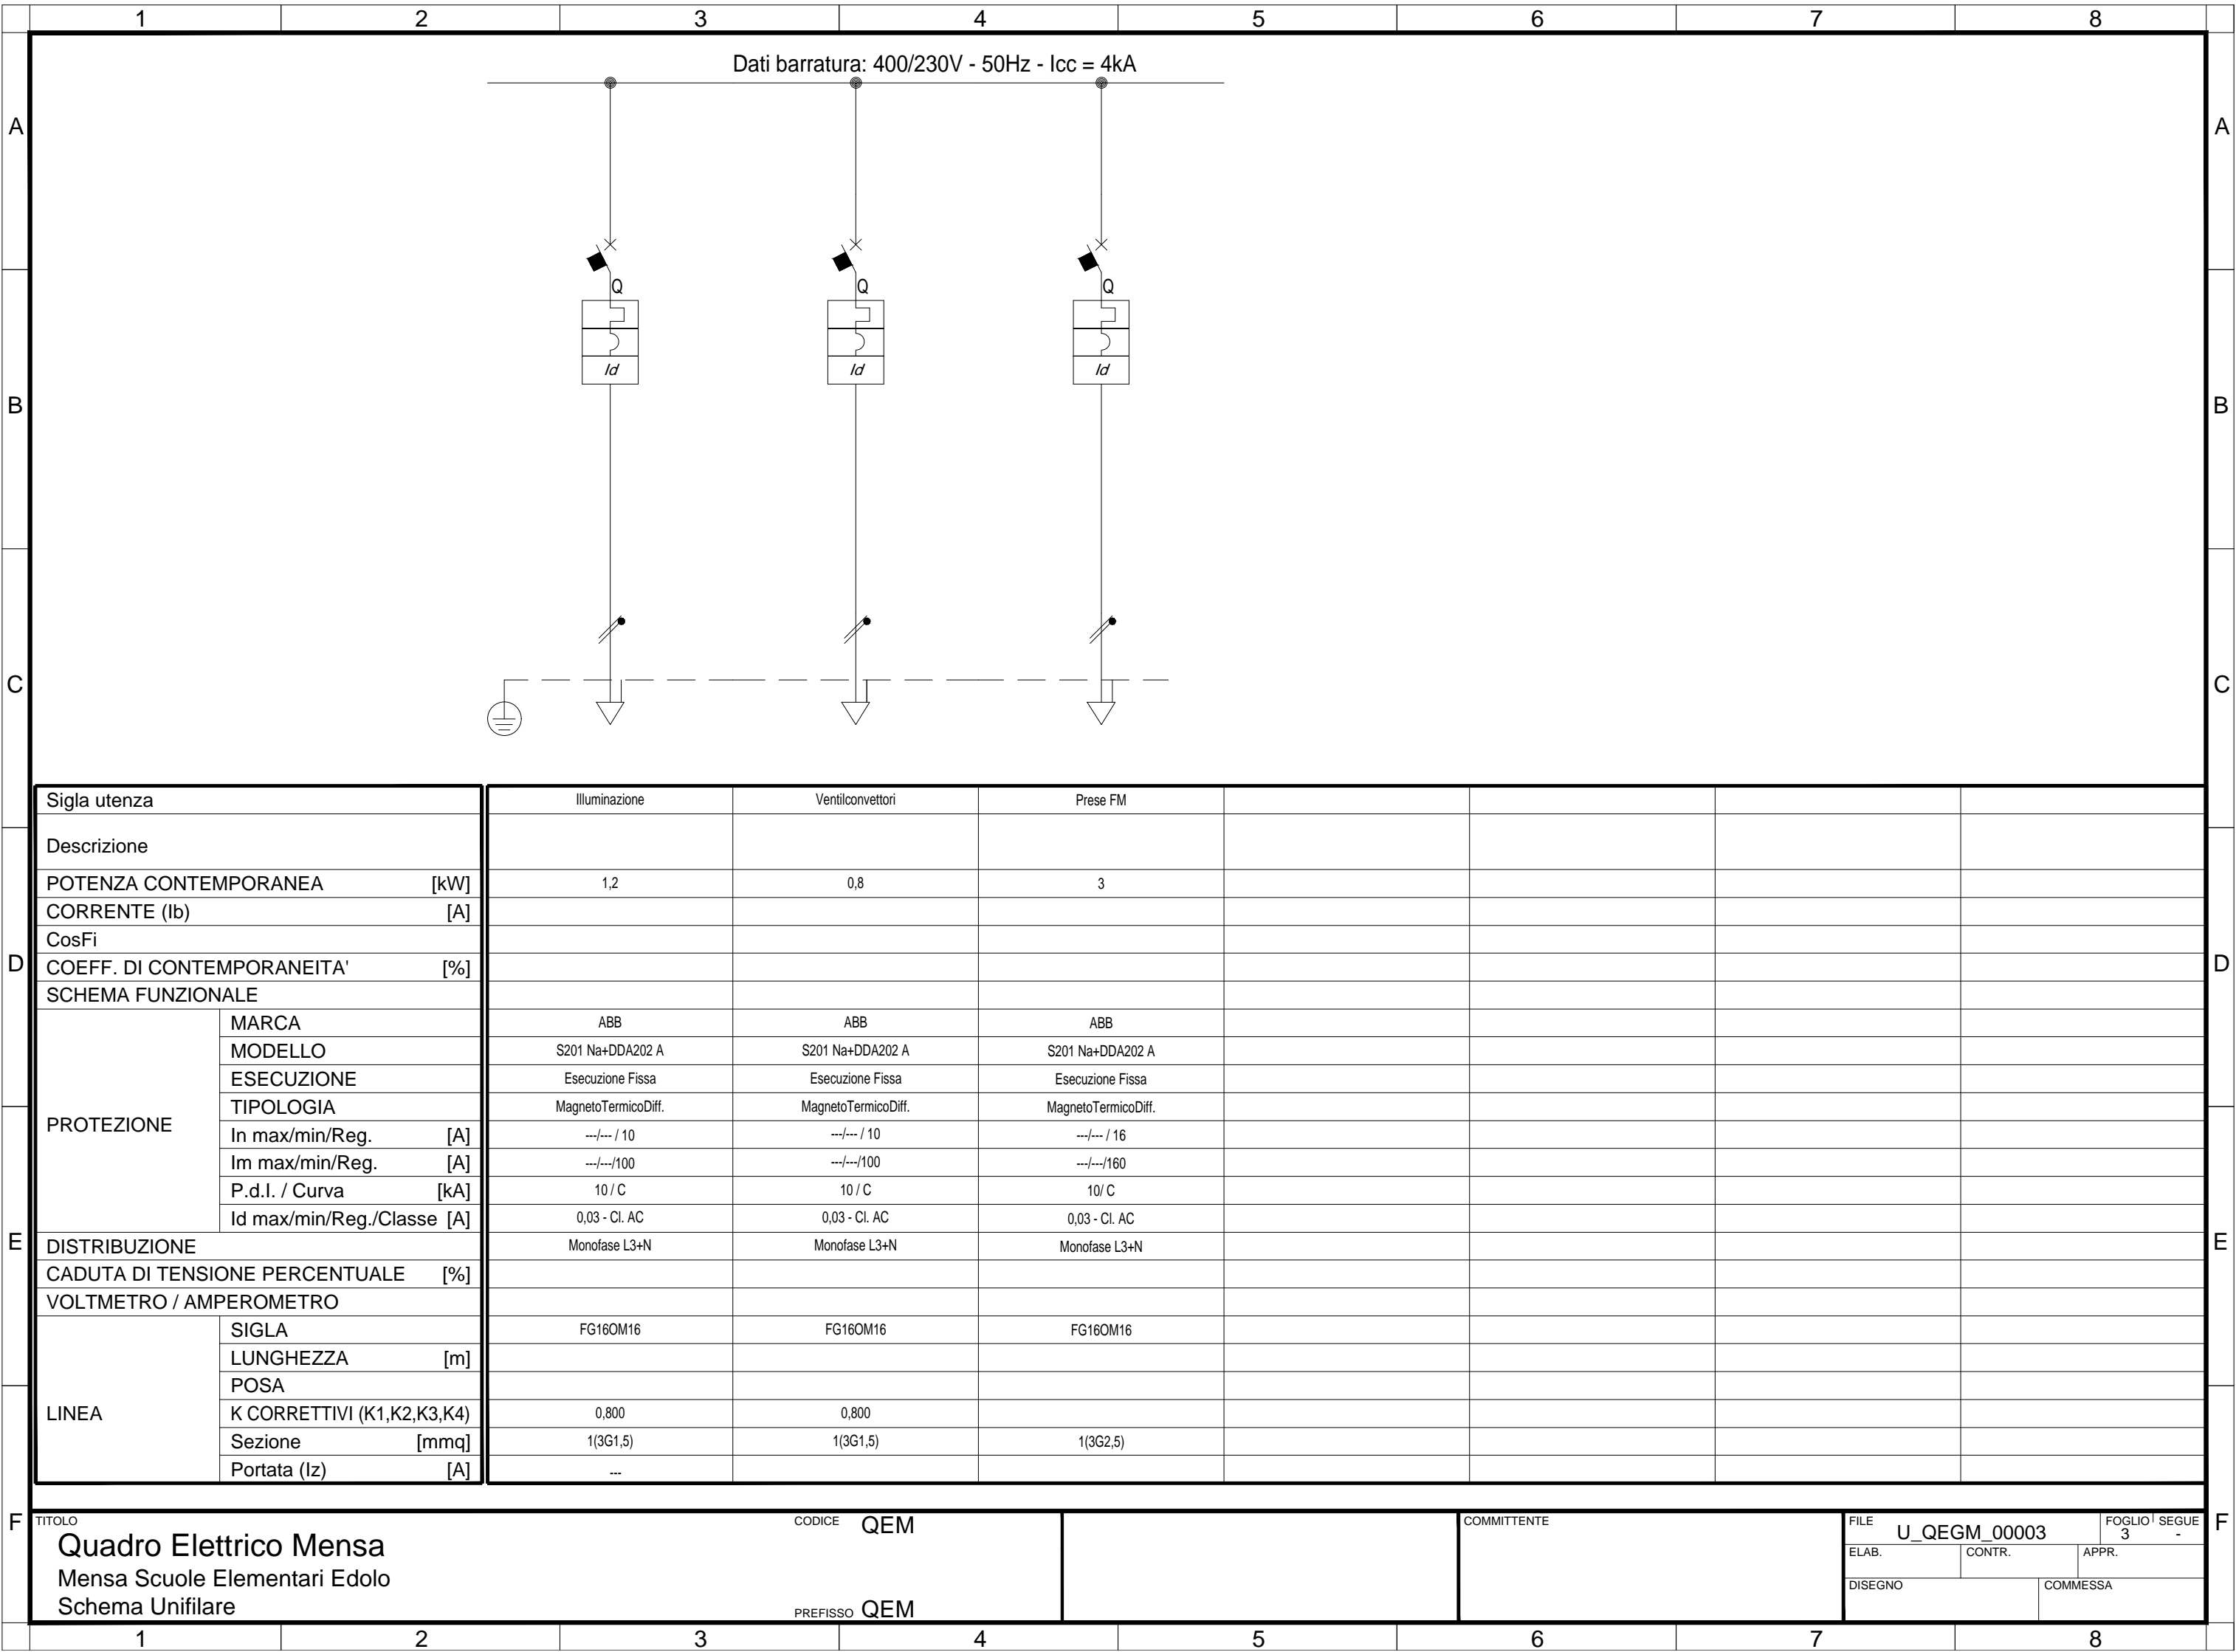 1 2 3 4 5 6 7 8
Dati barratura: 400/230V - 50Hz - Icc = 4kA
A A
Q Q Q
Id Id Id
B B
C C
Sigla utenza Illuminazione Ventilconvettori Prese FM
Descrizione
POTENZA CONTEMPORANEA [kW] 1,2 0,8 3
CORRENTE (Ib) [A]
CosFi
D COEFF. DI CONTEMPORANEITA' [%] D
SCHEMA FUNZIONALE
MARCA ABB ABB ABB
MODELLO S201 Na+DDA202 A S201 Na+DDA202 A S201 Na+DDA202 A
ESECUZIONE Esecuzione Fissa Esecuzione Fissa Esecuzione Fissa
TIPOLOGIA MagnetoTermicoDiff. MagnetoTermicoDiff. MagnetoTermicoDiff.
PROTEZIONE
In max/min/Reg. [A] ---/--- / 10 ---/--- / 10 ---/--- / 16
Im max/min/Reg. [A] ---/---/100 ---/---/100 ---/---/160
P.d.I. / Curva [kA] 10 / C 10 / C 10/ C
Id max/min/Reg./Classe [A] 0,03 - Cl. AC 0,03 - Cl. AC 0,03 - Cl. AC
E DISTRIBUZIONE Monofase L3+N Monofase L3+N Monofase L3+N E
CADUTA DI TENSIONE PERCENTUALE [%]
VOLTMETRO / AMPEROMETRO
SIGLA FG16OM16 FG16OM16 FG16OM16
LUNGHEZZA [m]
POSA
LINEA K CORRETTIVI (K1,K2,K3,K4) 0,800 0,800
Sezione [mmq] 1(3G1,5) 1(3G1,5) 1(3G2,5)
Portata (Iz) [A] ---
F F
TITOLO
Quadro Elettrico Mensa
Mensa Scuole Elementari Edolo
Schema Unifilare
CODICE QEM
PREFISSO QEM
COMMITTENTE
FILE U_QEGM_00003
FOGLIO 3
SEGUE -
ELAB. CONTR. APPR.
DISEGNO COMMESSA
1 2 3 4 5 6 7 8